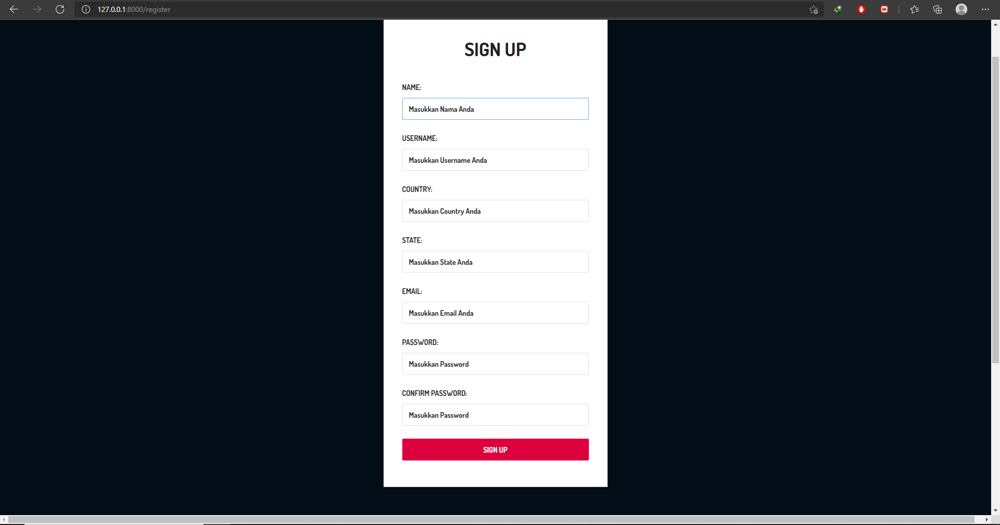 127.0.0.1:8000/register
SIGN UP
NAME:
Masukkan Nama Anda
USERNAME:
Masukkan Username Anda
COUNTRY:
Masukkan Country Anda
STATE:
Masukkan State Anda
EMAIL:
Masukkan Email Anda
PASSWORD:
Masukkan Password
CONFIRM PASSWORD:
Masukkan Password
SIGN UP